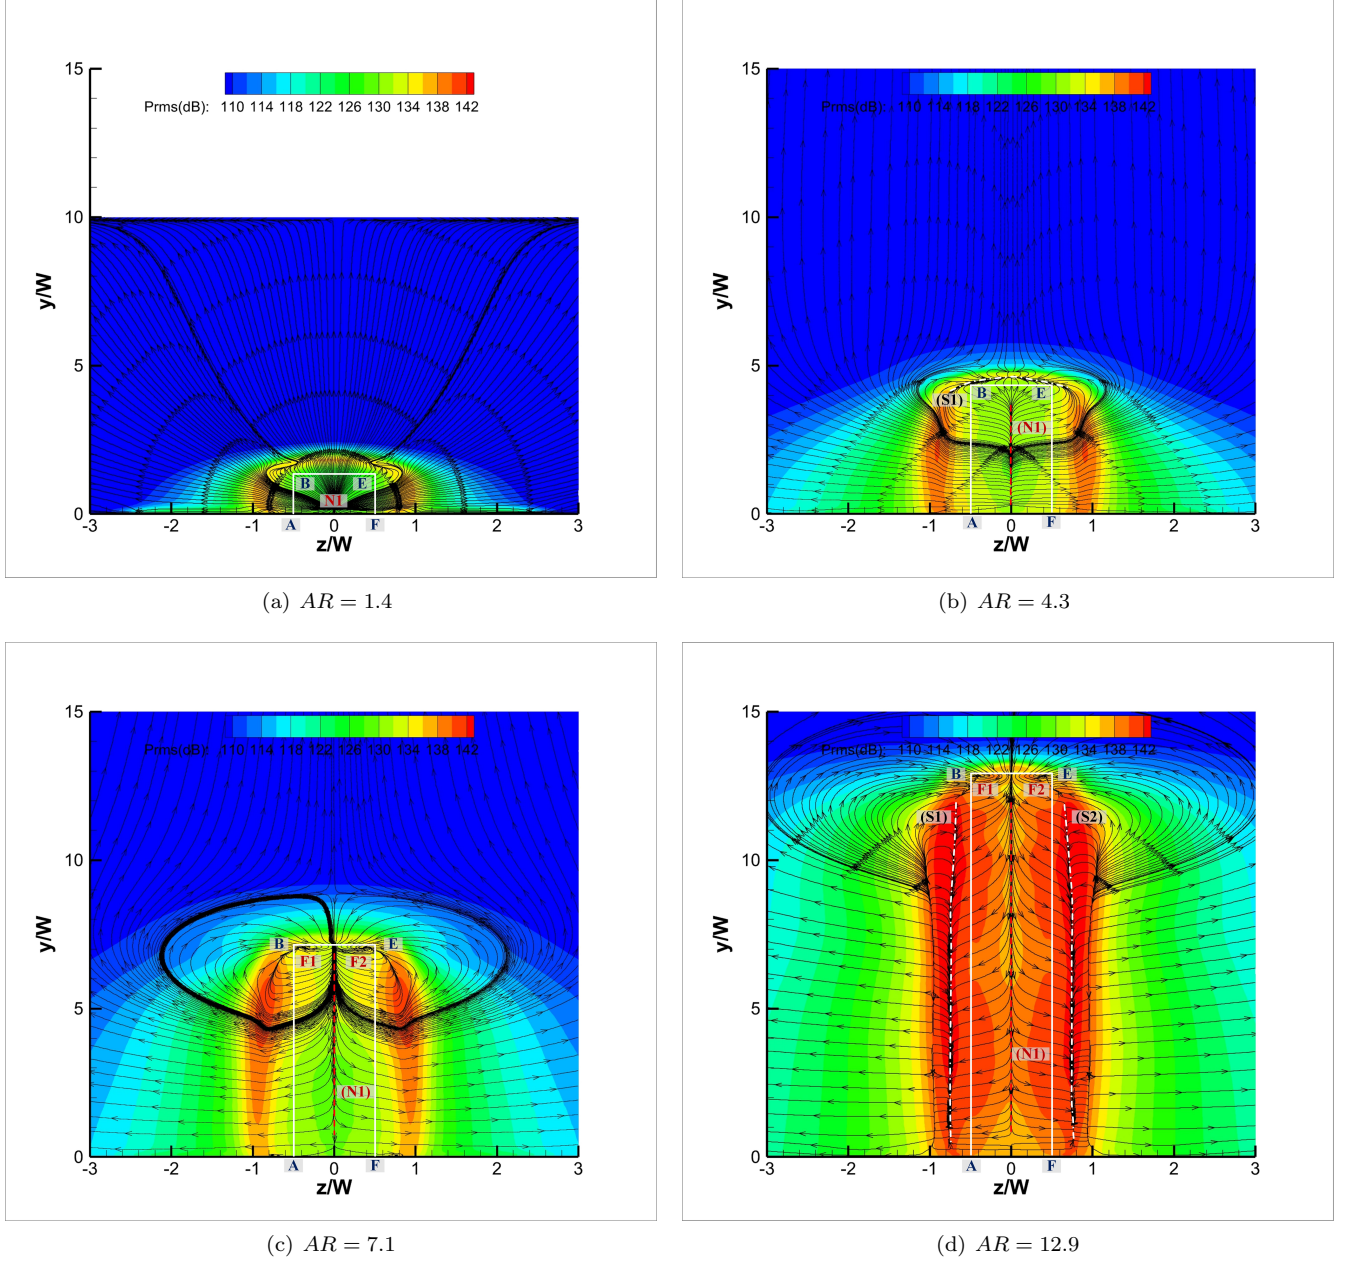 15
Prms(dB): 110 114 118 122 126 130 134 138 142
10
y/W
5
B E
N1
0
-3 -2 A -1 0 F 1 2 3
z/W
(a) AR = 1.4
15
Prms(dB): 110 114 118 122 126 130 134 138 142
10
y/W
5
(S1) B E
(N1)
0
-3 -2 -1 A 0 F 1 2 3
z/W
(b) AR = 4.3
15
Prms(dB): 110 114 118 122 126 130 134 138 142
10
y/W
B E
F1 F2
5
(N1)
0
-3 -2 -1 A 0 F 1 2 3
z/W
(c) AR = 7.1
15
Prms(dB): 110 114 118 122 126 130 134 138 142
B E
F1 F2
(S1) (S2)
10
y/W
5
(N1)
0
-3 -2 -1 A 0 F 1 2 3
z/W
(d) AR = 12.9